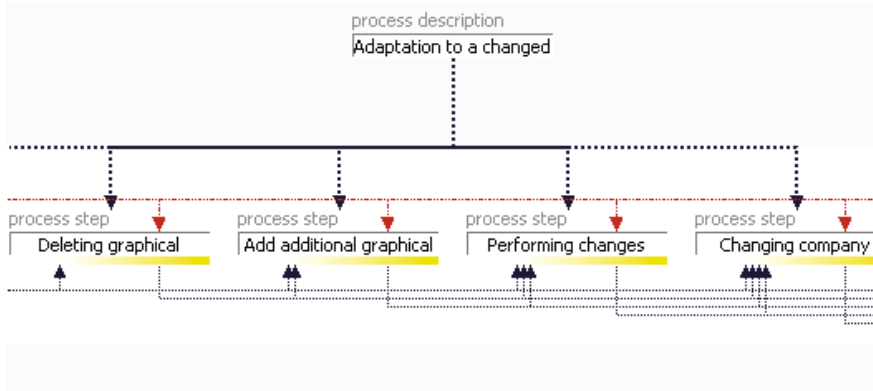 process description
Adaptation to a changed
process step
process step
process step
process step
Deleting graphical
Add additional graphical
Performing changes
Changing company